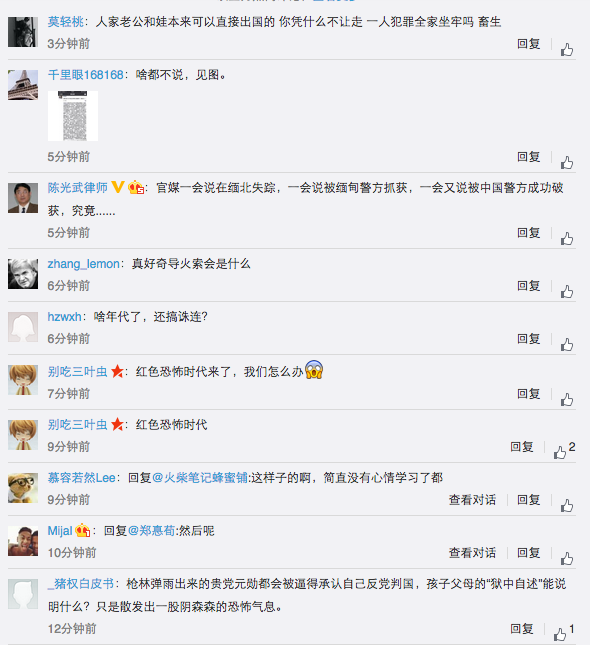 莫轻桃：人家老公和娃本来可以直接出国的 你凭什么不让走 一人犯罪全家坐牢吗 畜生
3分钟前 回复
千里眼168168：啥都不说，见图。
5分钟前 回复
陈光武律师：官媒一会说在缅北失踪，一会说被缅甸警方抓获，一会又说被中国警方成功破
获，究竟......
5分钟前 回复
zhang_lemon：真好奇导火索会是什么
6分钟前 回复
hzwxh：啥年代了，还搞诛连?
6分钟前 回复
别吃三叶虫：红色恐怖时代来了，我们怎么办
7分钟前 回复
别吃三叶虫：红色恐怖时代
9分钟前 回复 2
慕容若然Lee：回复@火柴笔记蜂蜜铺:这样子的啊，简直没有心情学习了都
9分钟前 查看对话 回复
Mijal：回复@郑惠荀:然后呢
10分钟前 查看对话 回复
_猪权白皮书：枪林弹雨出来的贵党元勋都会被逼得承认自己反党判国，孩子父母的“狱中自述”能说
明什么？只是散发出一股阴森森的恐怖气息。
12分钟前 回复 1